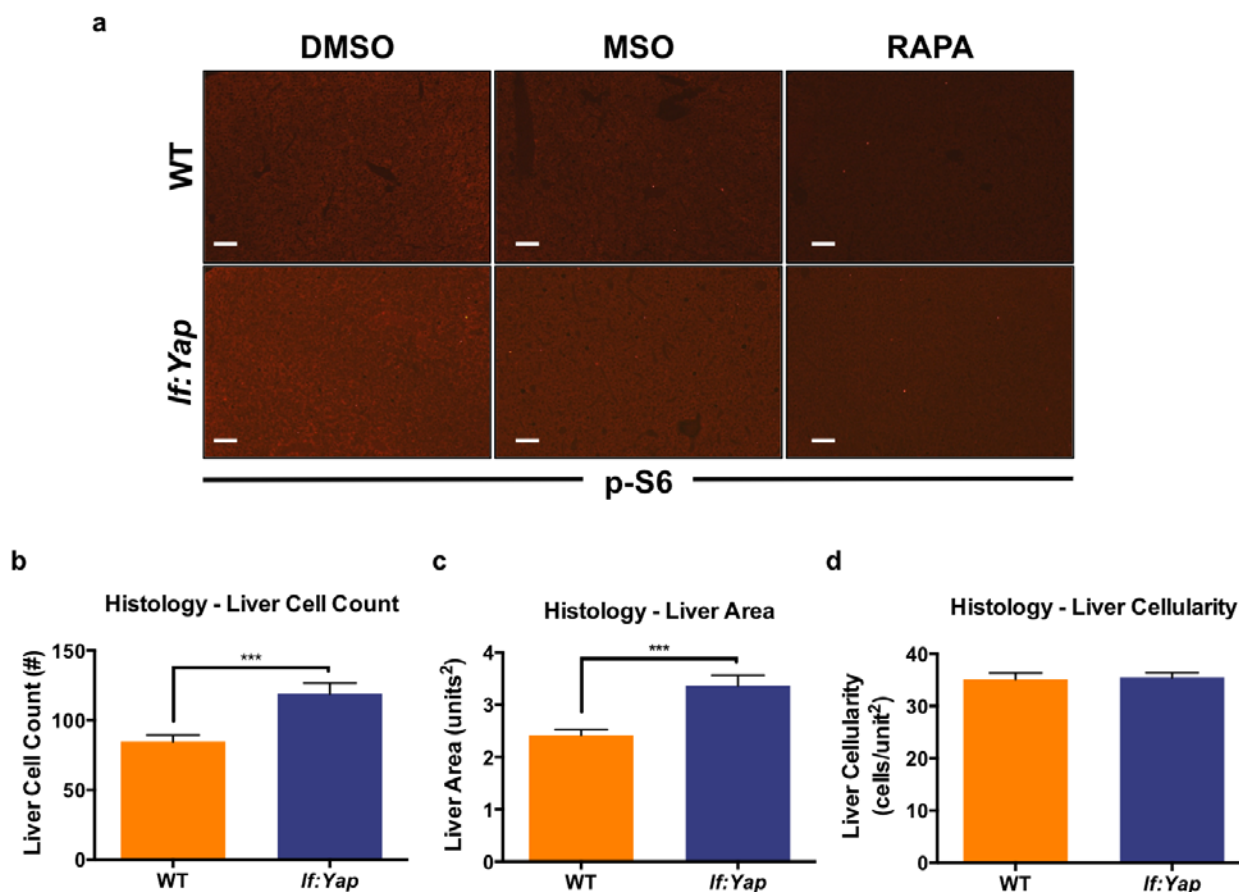 a
DMSO MSO RAPA
WT
lf:Yap
p-S6
b
Histology - Liver Cell Count
Liver Cell Count (#)
150
100
50
0
***
WT lf:Yap
c
Histology - Liver Area
Liver Area (units²)
4
3
2
1
0
***
WT lf:Yap
d
Histology - Liver Cellularity
Liver Cellularity
(cells/unit²)
40
30
20
10
0
WT lf:Yap